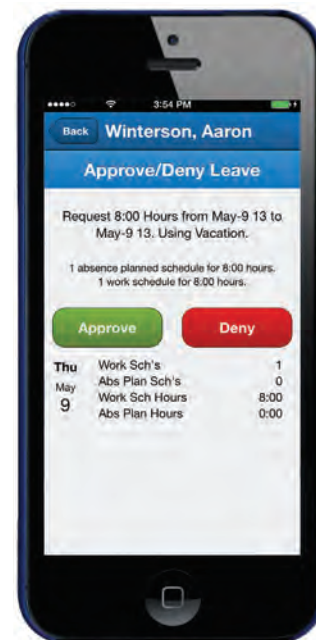 3:54 PM
Back Winterson, Aaron
Approve/Deny Leave
Request 8:00 Hours from May-9 13 to
May-9 13. Using Vacation.
1 absence planned schedule for 8:00 hours.
1 work schedule for 8:00 hours.
Approve Deny
Thu Work Sch's 1
May Abs Plan Sch's 0
9 Work Sch Hours 8:00
Abs Plan Hours 0:00